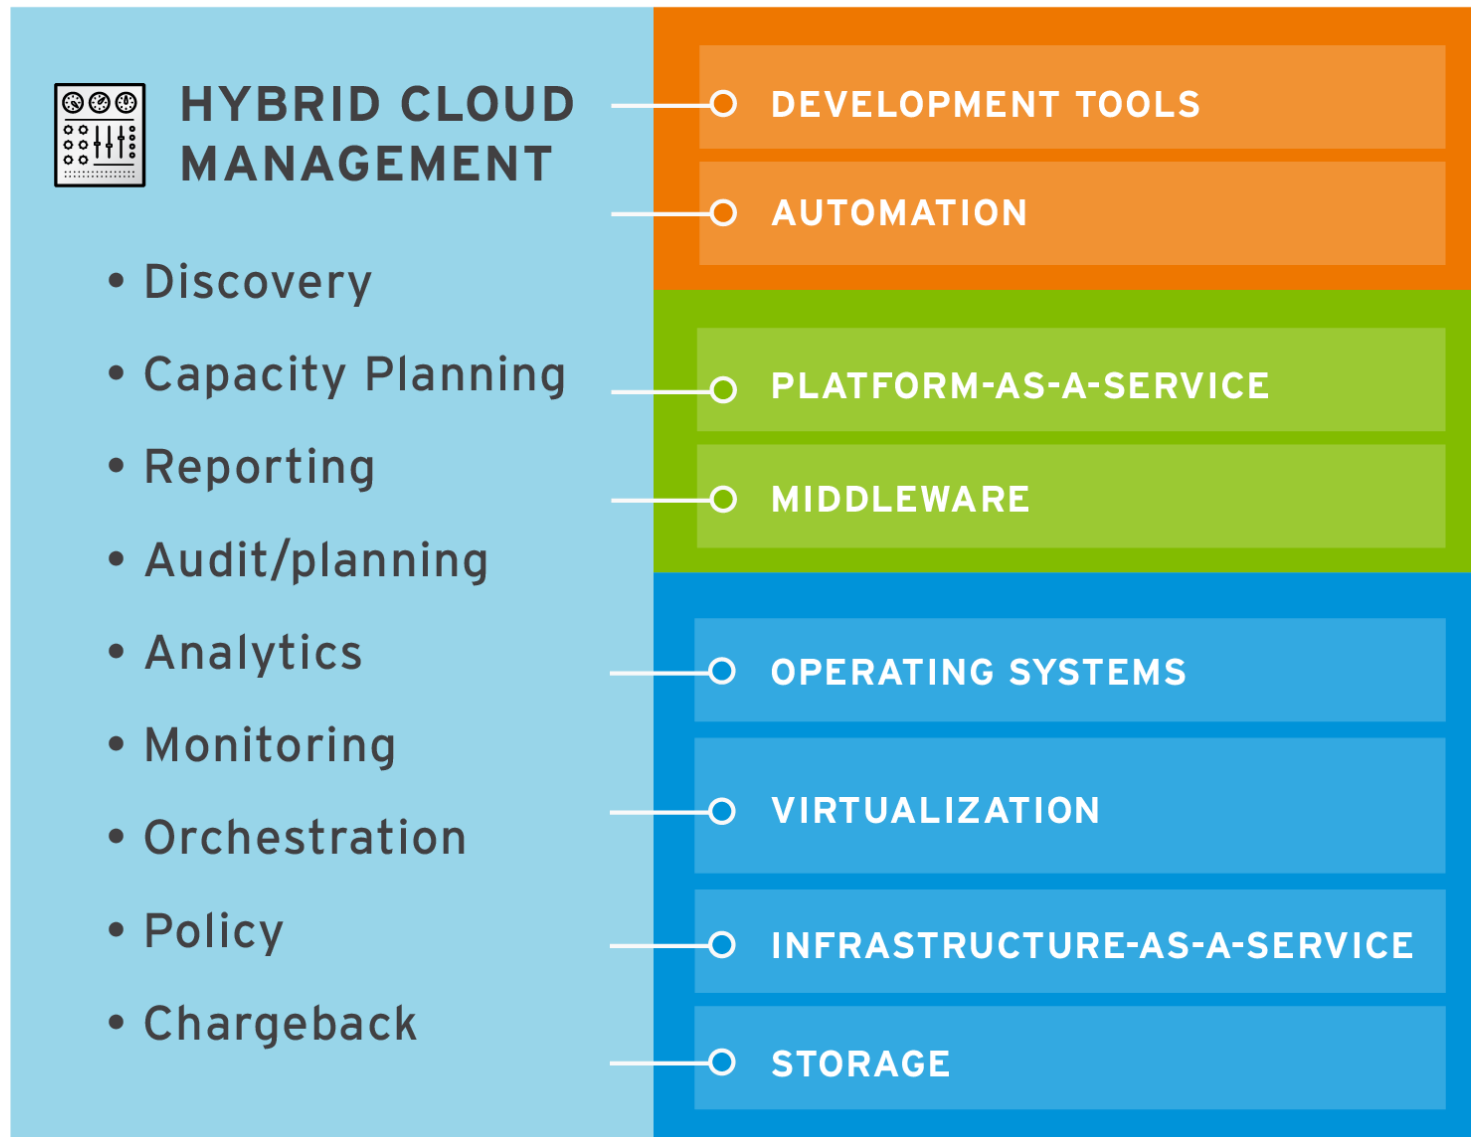 HYBRID CLOUD
MANAGEMENT
• Discovery
• Capacity Planning
• Reporting
• Audit/planning
• Analytics
• Monitoring
• Orchestration
• Policy
• Chargeback
DEVELOPMENT TOOLS
AUTOMATION
PLATFORM-AS-A-SERVICE
MIDDLEWARE
OPERATING SYSTEMS
VIRTUALIZATION
INFRASTRUCTURE-AS-A-SERVICE
STORAGE